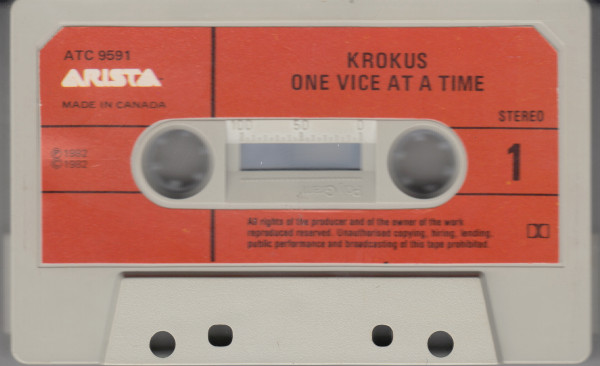 ATC 9591
ARISTA
MADE IN CANADA
KROKUS
ONE VICE AT A TIME
STEREO
100 50 0
℗ 1982
© 1982
1
All rights of the producer and of the owner of the work
reproduced reserved. Unauthorised copying, hiring, lending,
public performance and broadcasting of this tape prohibited.